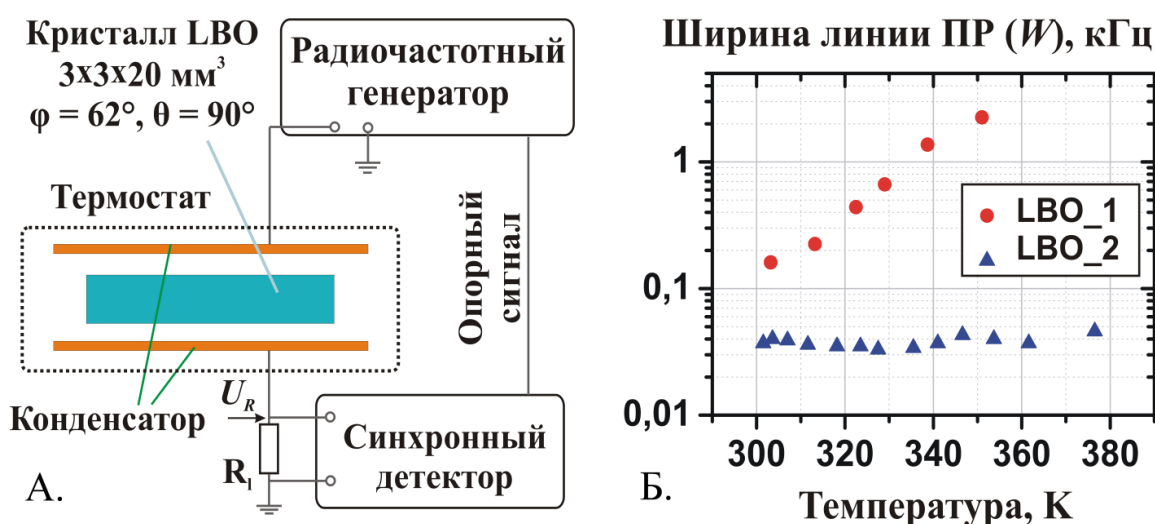 Кристалл LBO
3x3x20 мм³
φ = 62°, θ = 90°
Радиочастотный
генератор
Термостат
Опорный
сигнал
Конденсатор
U_R
R₁
Синхронный
детектор
А.
Ширина линии ПР (W), кГц
1
0,1
0,01
LBO_1
LBO_2
300 320 340 360 380
Температура, К
Б.